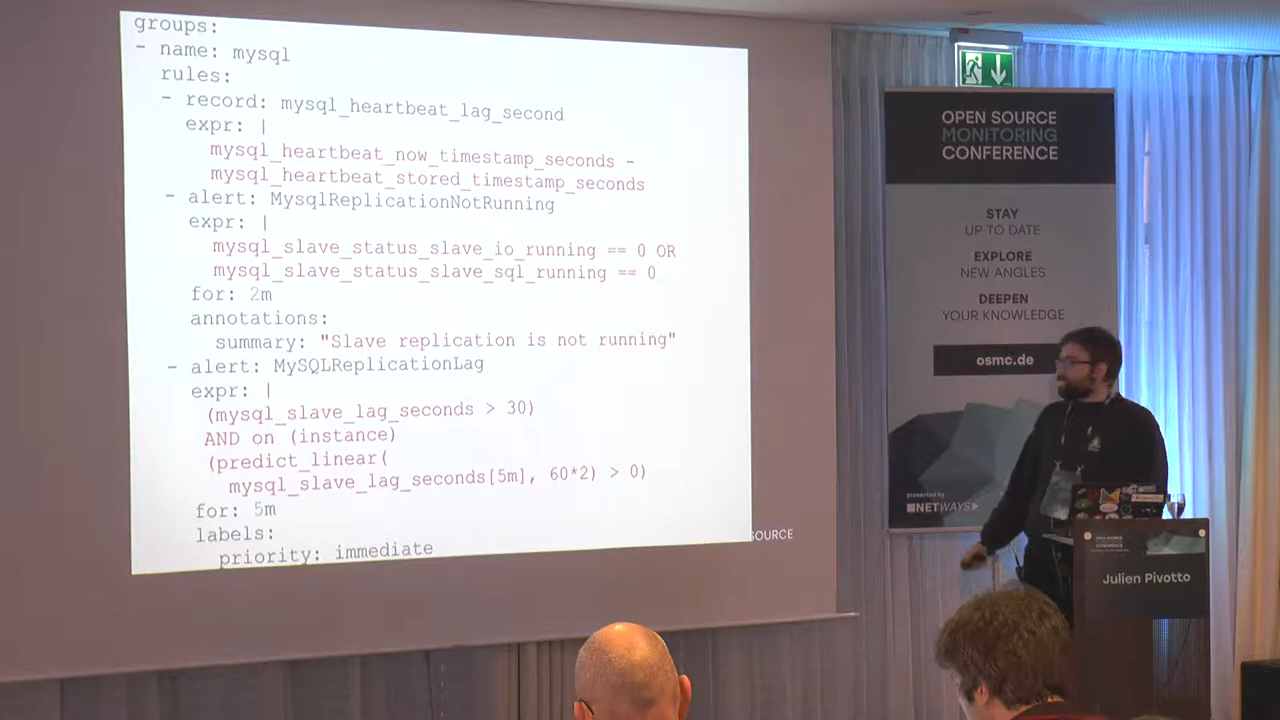 groups:
- name: mysql
rules:
- record: mysql_heartbeat_lag_second
expr: |
mysql_heartbeat_now_timestamp_seconds -
mysql_heartbeat_stored_timestamp_seconds
- alert: MysqlReplicationNotRunning
expr: |
mysql_slave_status_slave_io_running == 0 OR
mysql_slave_status_slave_sql_running == 0
for: 2m
annotations:
summary: "Slave replication is not running"
- alert: MySQLReplicationLag
expr: |
(mysql_slave_lag_seconds > 30)
AND on (instance)
(predict_linear(
mysql_slave_lag_seconds[5m], 60*2) > 0)
for: 5m
labels:
priority: immediate
SOURCE
OPEN SOURCE
MONITORING
CONFERENCE
STAY
UP TO DATE
EXPLORE
NEW ANGLES
DEEPEN
YOUR KNOWLEDGE
osmc.de
presented by
NETWAYS
Julien Pivotto